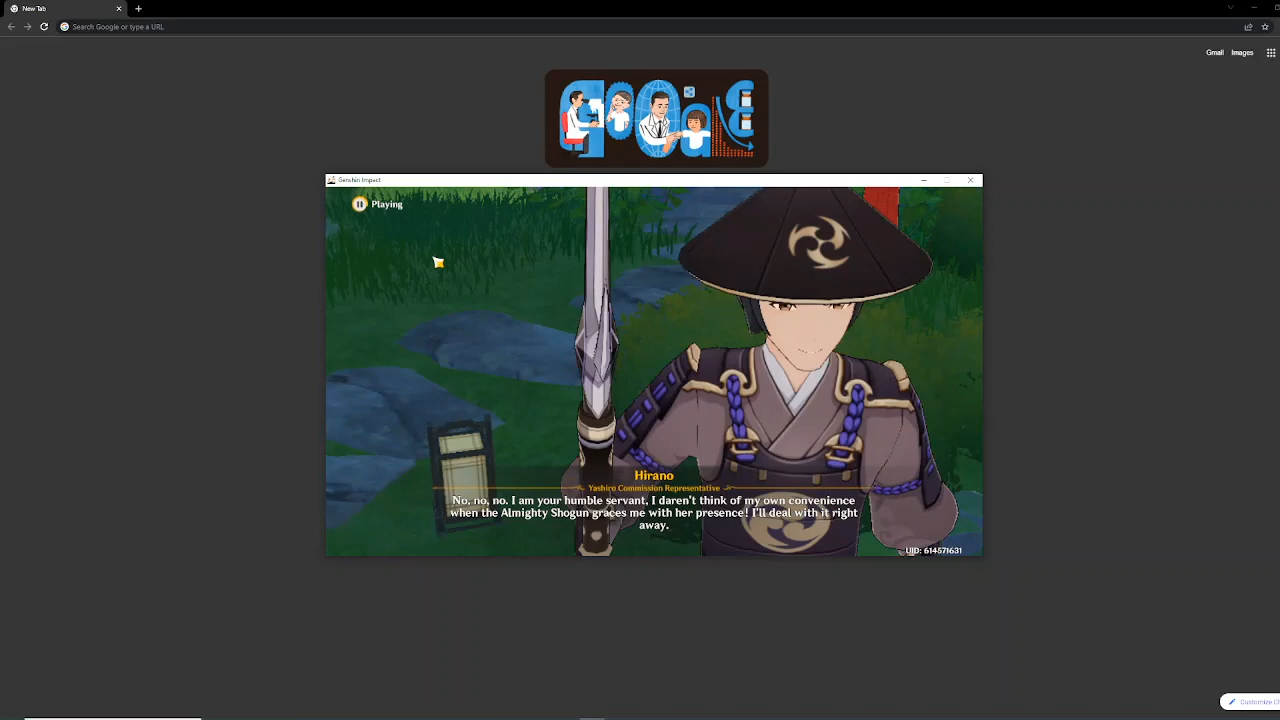 New Tab
Search Google or type a URL
Gmail Images
Genshin Impact
Playing
Hirano
Yashiro Commission Representative
No, no, no. I am your humble servant, I daren't think of my own convenience
when the Almighty Shogun graces me with her presence! I'll deal with it right
away.
UID: 614571631
Customize